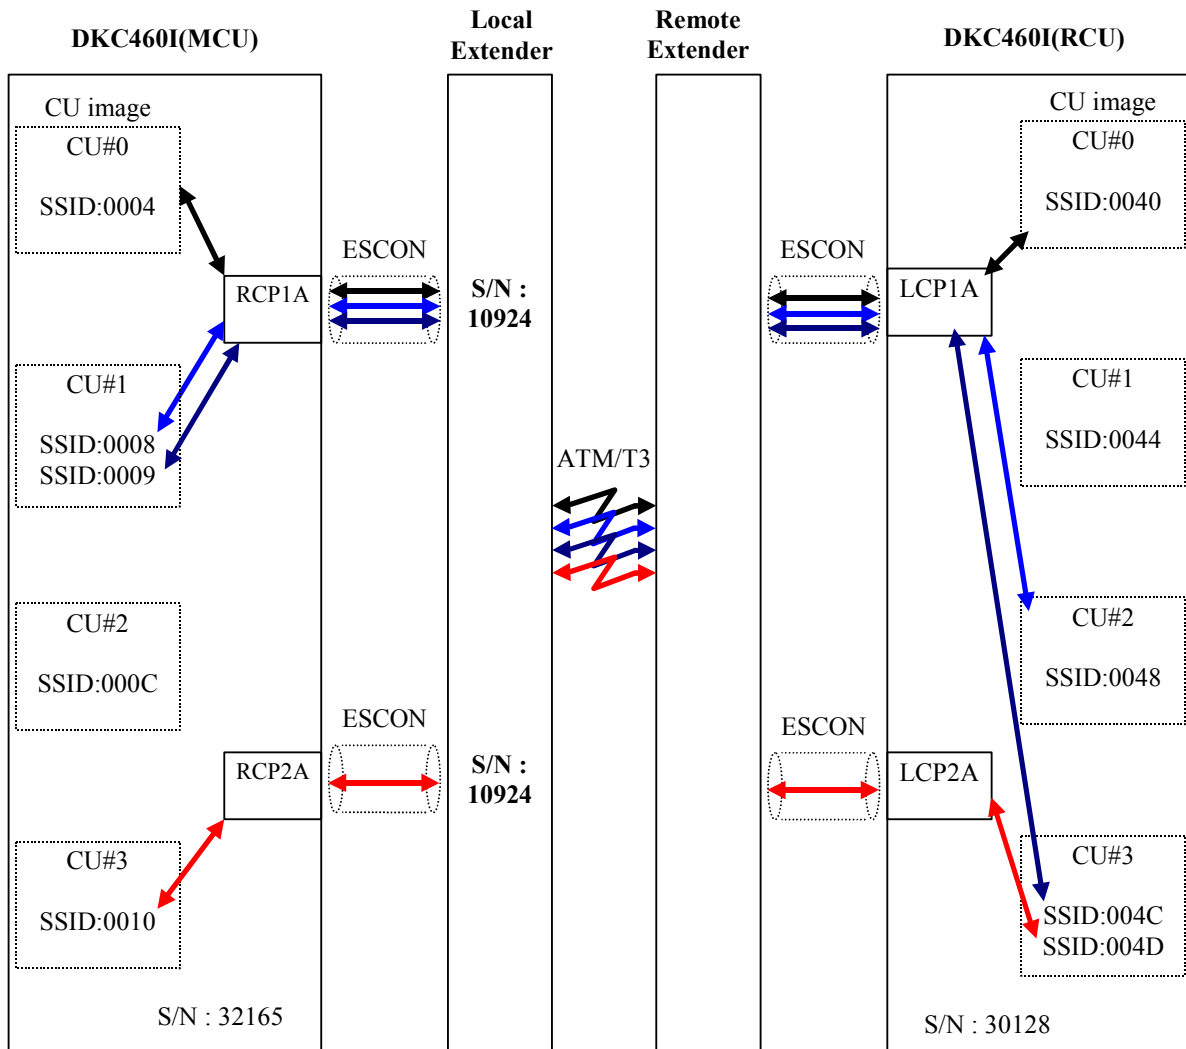 DKC460I(MCU)
Local
Extender
Remote
Extender
DKC460I(RCU)
CU image
CU#0
SSID:0004
RCP1A
ESCON
S/N :
10924
CU#1
SSID:0008
SSID:0009
CU#2
SSID:000C
RCP2A
ESCON
S/N :
10924
CU#3
SSID:0010
S/N : 32165
ATM/T3
ESCON
LCP1A
CU image
CU#0
SSID:0040
CU#1
SSID:0044
CU#2
SSID:0048
ESCON
LCP2A
CU#3
SSID:004C
SSID:004D
S/N : 30128